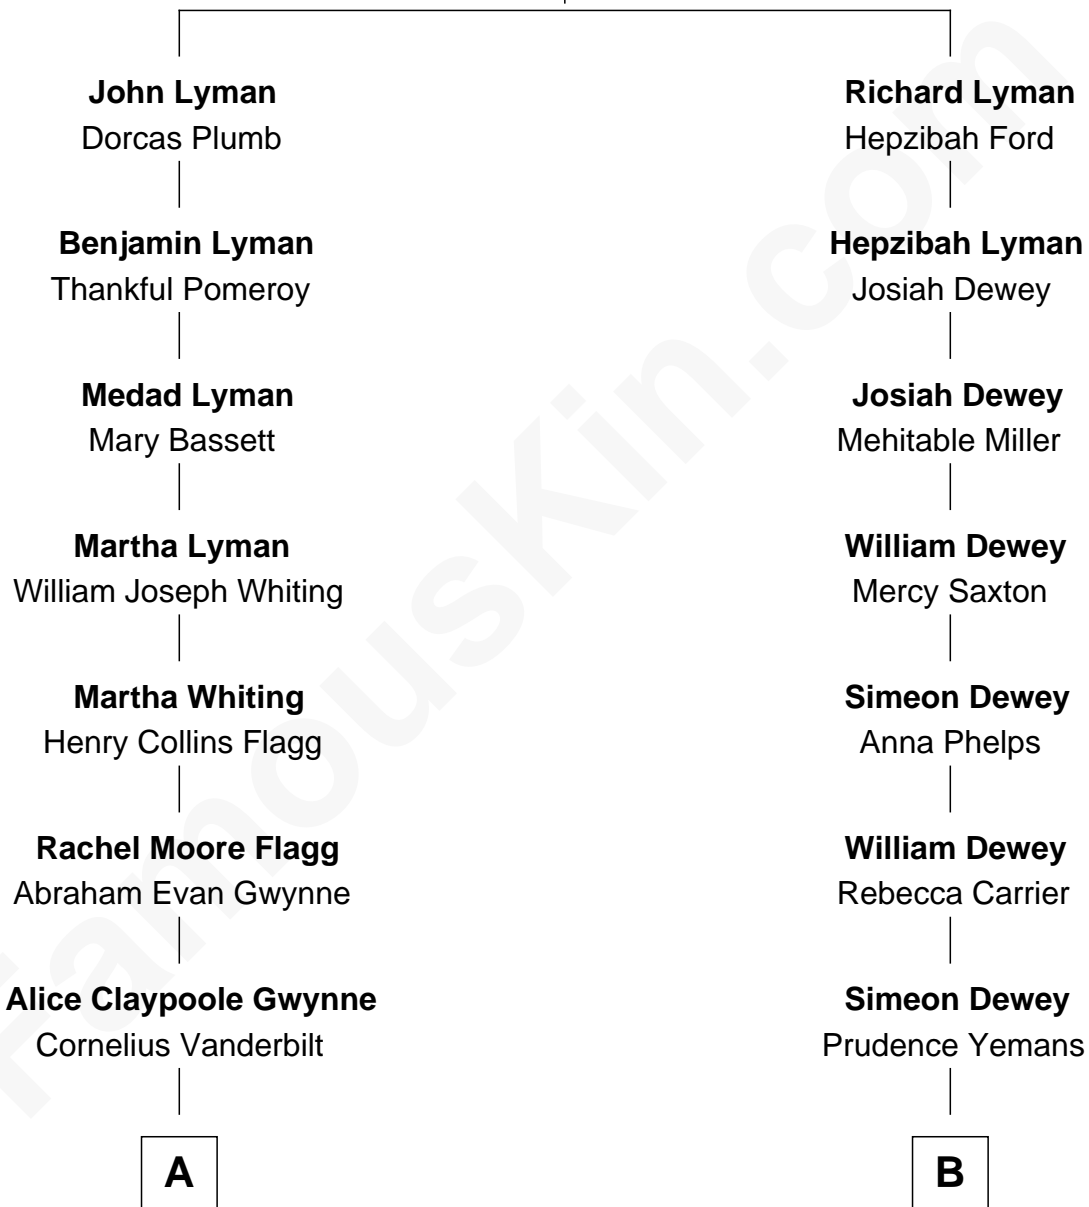 John Lyman
Dorcas Plumb
Benjamin Lyman
Thankful Pomeroy
Medad Lyman
Mary Bassett
Martha Lyman
William Joseph Whiting
Martha Whiting
Henry Collins Flagg
Rachel Moore Flagg
Abraham Evan Gwynne
Alice Claypoole Gwynne
Cornelius Vanderbilt
A
Richard Lyman
Hepzibah Ford
Hepzibah Lyman
Josiah Dewey
Josiah Dewey
Mehitable Miller
William Dewey
Mercy Saxton
Simeon Dewey
Anna Phelps
William Dewey
Rebecca Carrier
Simeon Dewey
Prudence Yemans
B
FamousKin.com